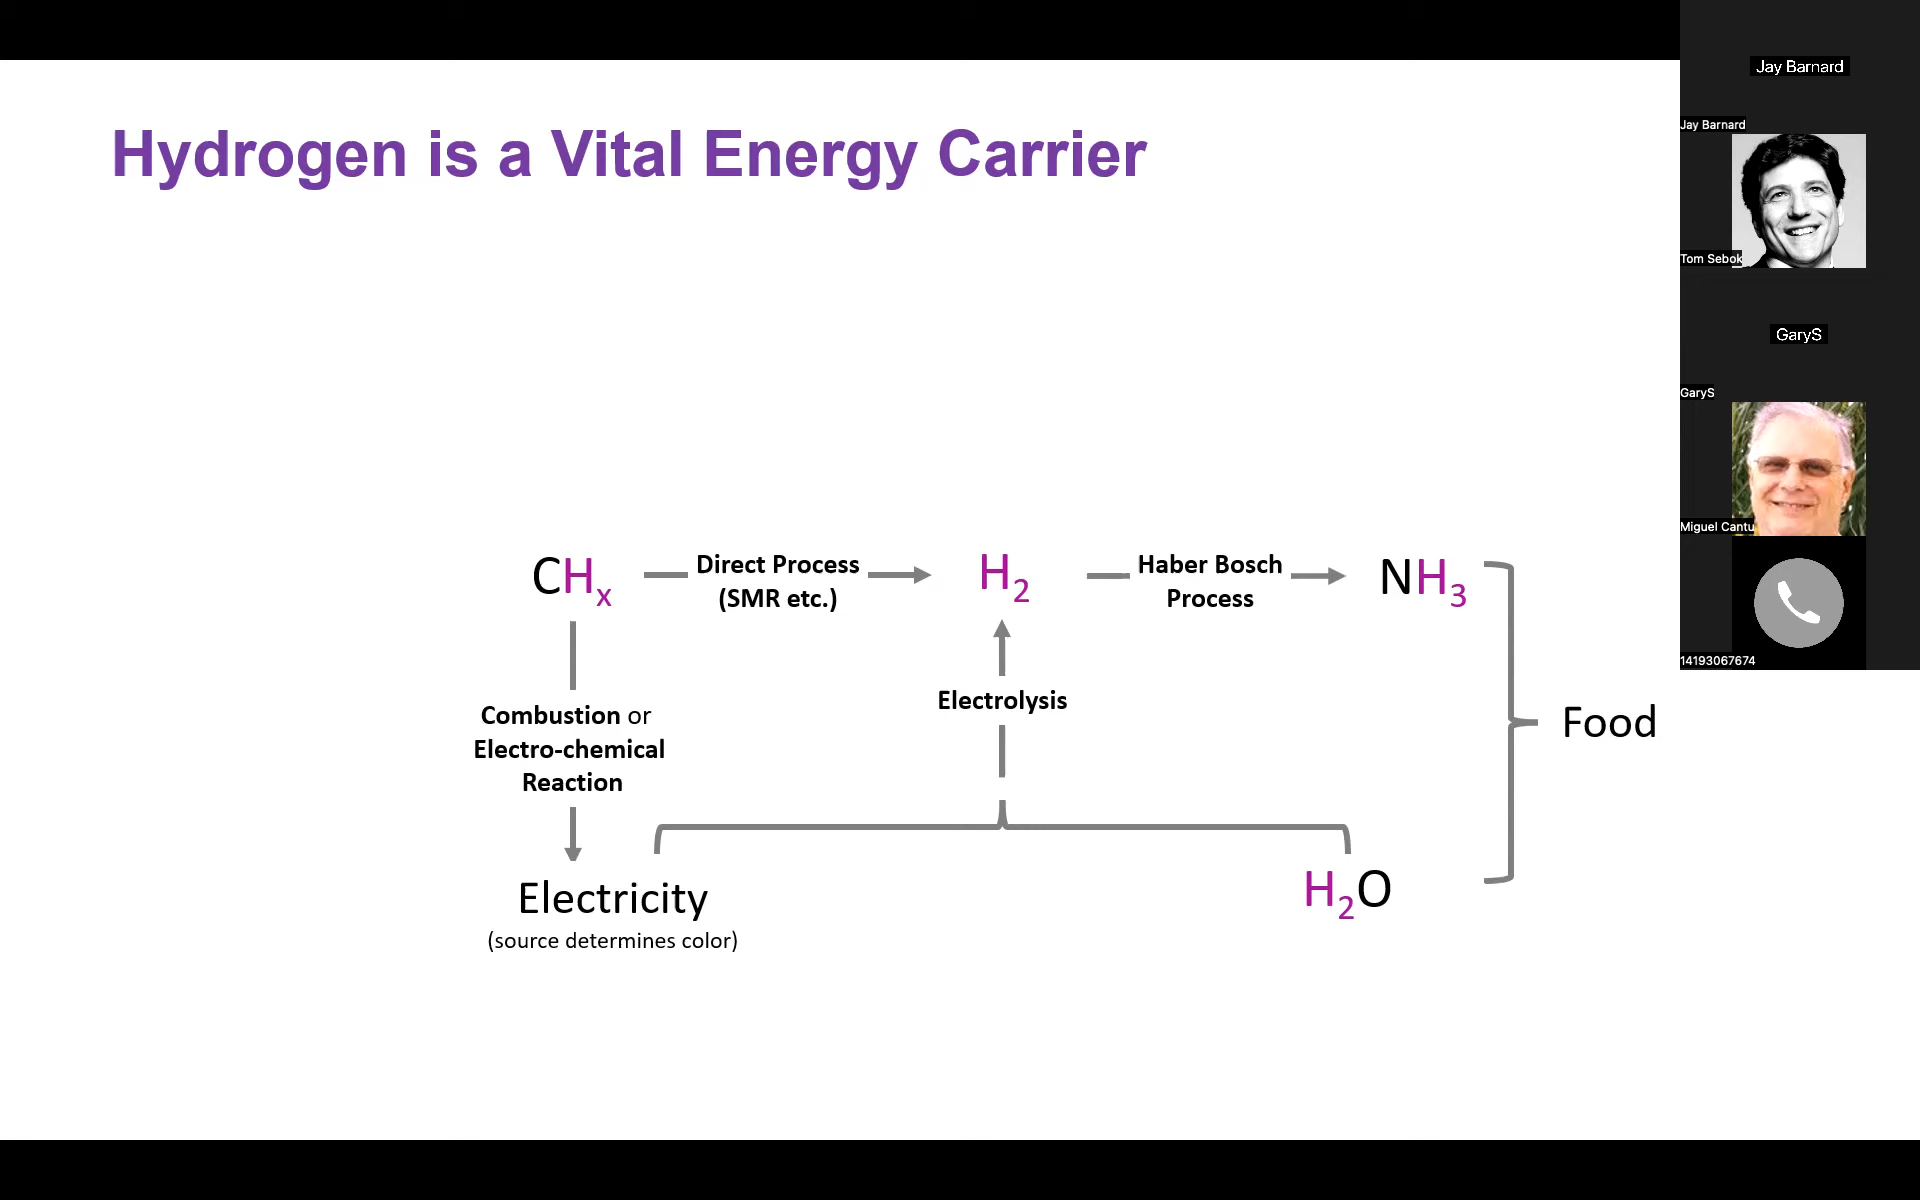 Hydrogen is a Vital Energy Carrier
CHₓ
Direct Process
(SMR etc.)
H₂
Haber Bosch
Process
NH₃
Combustion or
Electro-chemical
Reaction
Electrolysis
Food
Electricity
(source determines color)
H₂O
Jay Barnard
Jay Barnard
Tom Sebok
GaryS
GaryS
Miguel Cantu
14193067674